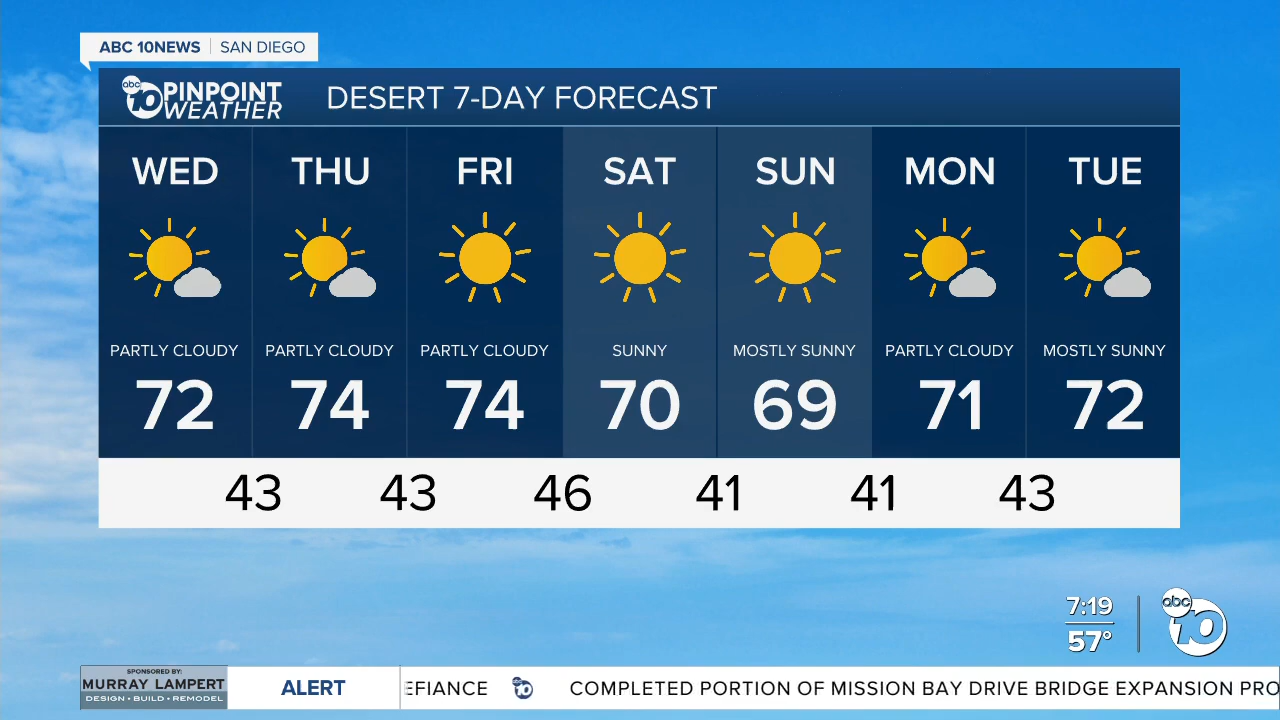 ABC 10NEWS | SAN DIEGO
abc 10 PINPOINT WEATHER
DESERT 7-DAY FORECAST
WED THU FRI SAT SUN MON TUE
PARTLY CLOUDY PARTLY CLOUDY PARTLY CLOUDY SUNNY MOSTLY SUNNY PARTLY CLOUDY MOSTLY SUNNY
72 74 74 70 69 71 72
43 43 46 41 41 43
7:19
57°
abc 10
SPONSORED BY:
MURRAY LAMPERT
DESIGN • BUILD • REMODEL
ALERT
EFIANCE abc 10 COMPLETED PORTION OF MISSION BAY DRIVE BRIDGE EXPANSION PRO